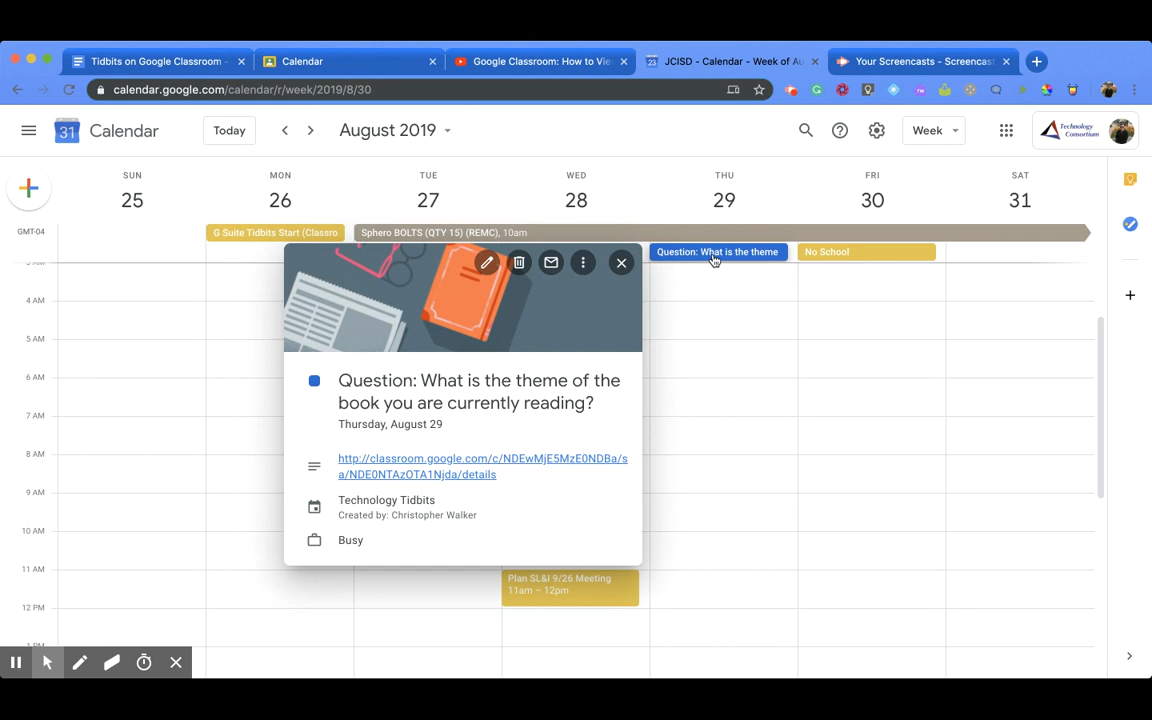 Tidbits on Google Classroom -
Calendar
Google Classroom: How to Vie
JCISD - Calendar - Week of Au
Your Screencasts - Screencast
calendar.google.com/calendar/r/week/2019/8/30
31
Calendar
Today
August 2019
Week
Technology
Consortium
SUN
MON
TUE
WED
THU
FRI
SAT
25
26
27
28
29
30
31
GMT-04
G Suite Tidbits Start (Classro
Sphero BOLTS (QTY 15) (REMC), 10am
Question: What is the theme
No School
4 AM
5 AM
6 AM
7 AM
8 AM
9 AM
10 AM
11 AM
12 PM
1 PM
Question: What is the theme of the
book you are currently reading?
Thursday, August 29
http://classroom.google.com/c/NDEwMjE5MzE0NDBa/s
a/NDE0NTAzOTA1Njda/details
Technology Tidbits
Created by: Christopher Walker
Busy
Plan SL&I 9/26 Meeting
11am – 12pm